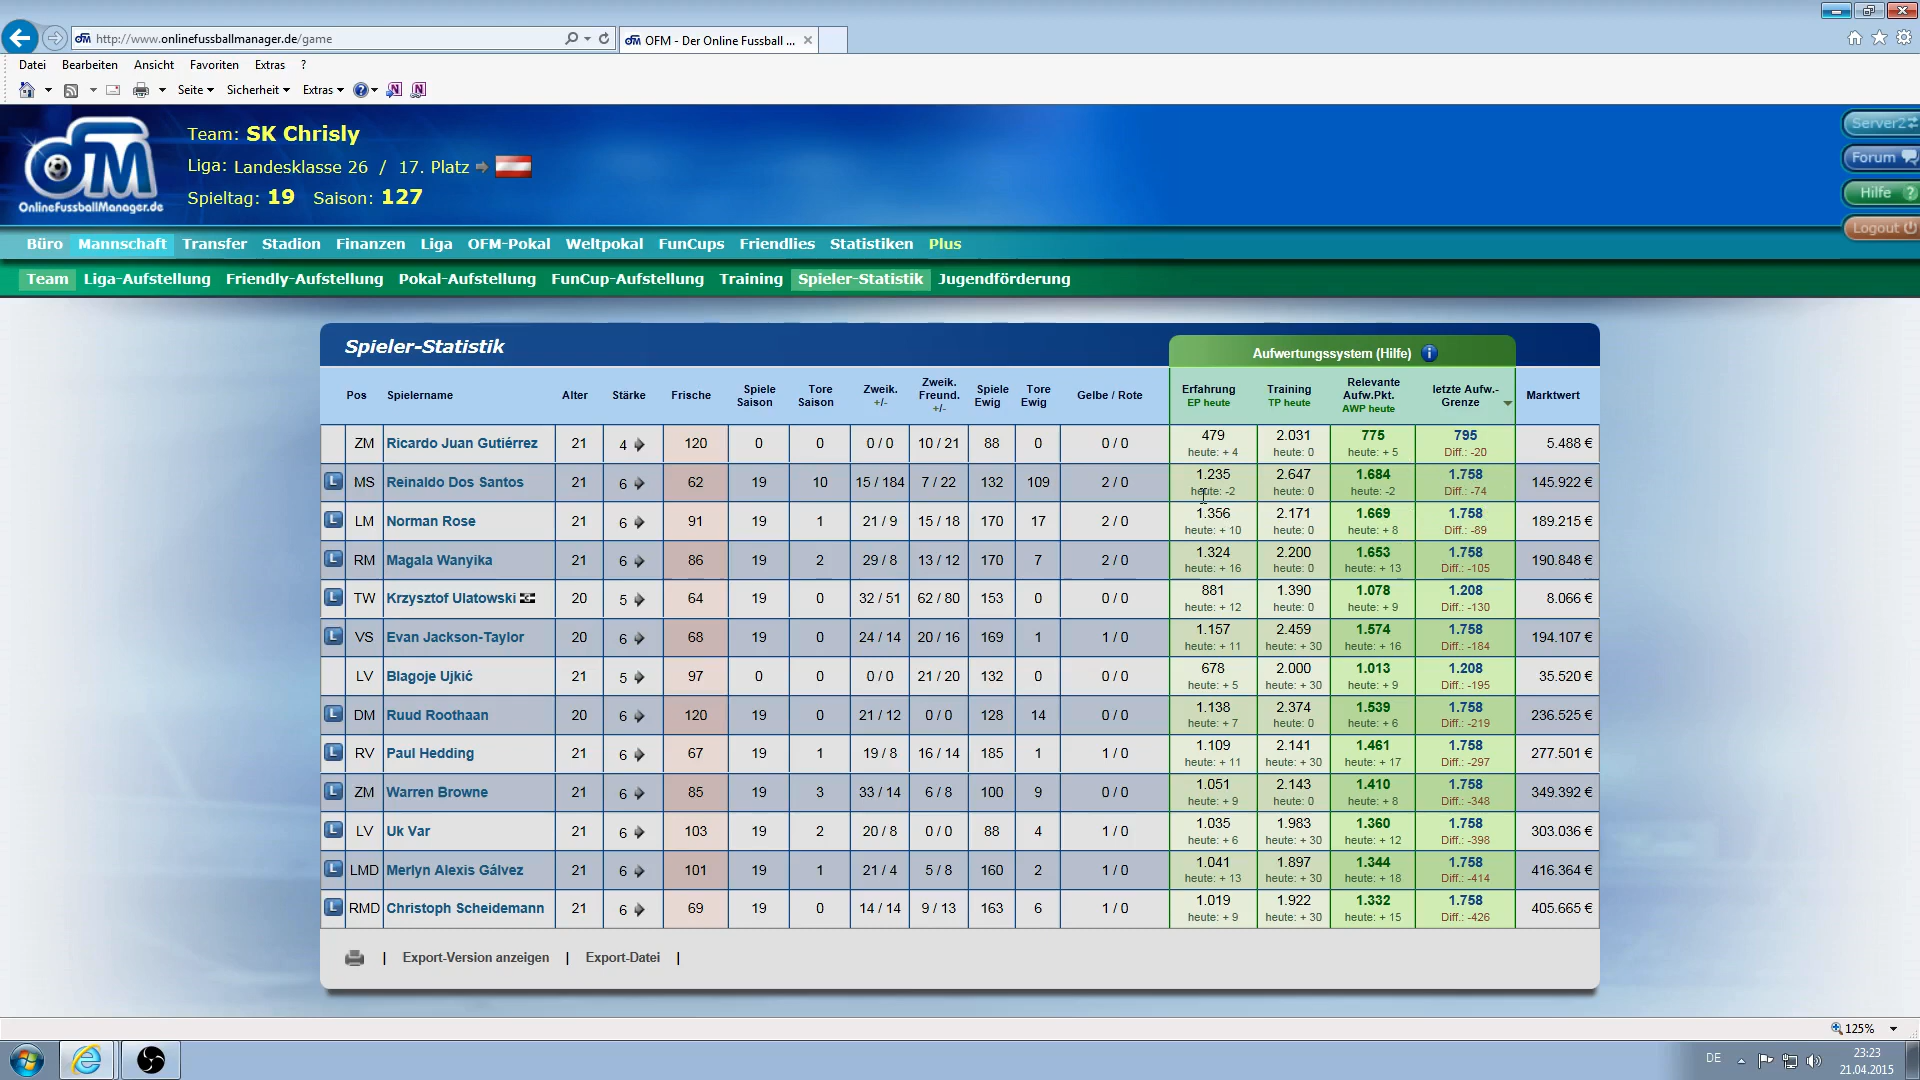 http://www.onlinefussballmanager.de/game
OFM - Der Online Fussball ...
Datei Bearbeiten Ansicht Favoriten Extras ?
Seite Sicherheit Extras
OFM
OnlineFussballManager.de
Team: SK Chrisly
Liga: Landesklasse 26 / 17. Platz
Spieltag: 19 Saison: 127
Server2
Forum
Hilfe ?
Logout
Büro Mannschaft Transfer Stadion Finanzen Liga OFM-Pokal Weltpokal FunCups Friendlies Statistiken Plus
Team Liga-Aufstellung Friendly-Aufstellung Pokal-Aufstellung FunCup-Aufstellung Training Spieler-Statistik Jugendförderung
Spieler-Statistik
Aufwertungssystem (Hilfe) i
Pos Spielername Alter Stärke Frische Spiele Saison Tore Saison Zweik. +/- Zweik. Freund. +/- Spiele Ewig Tore Ewig Gelbe / Rote Erfahrung EP heute Training TP heute Relevante Aufw.Pkt. AWP heute letzte Aufw.-Grenze Marktwert
ZM Ricardo Juan Gutiérrez 21 4 120 0 0 0 / 0 10 / 21 88 0 0 / 0 479 2.031 775 795 5.488 €
heute: + 4 heute: 0 heute: + 5 Diff.: -20
L MS Reinaldo Dos Santos 21 6 62 19 10 15 / 184 7 / 22 132 109 2 / 0 1.235 2.647 1.684 1.758 145.922 €
heute: -2 heute: 0 heute: -2 Diff.: -74
L LM Norman Rose 21 6 91 19 1 21 / 9 15 / 18 170 17 2 / 0 1.356 2.171 1.669 1.758 189.215 €
heute: + 10 heute: 0 heute: + 8 Diff.: -89
L RM Magala Wanyika 21 6 86 19 2 29 / 8 13 / 12 170 7 2 / 0 1.324 2.200 1.653 1.758 190.848 €
heute: + 16 heute: 0 heute: + 13 Diff.: -105
L TW Krzysztof Ulatowski 20 5 64 19 0 32 / 51 62 / 80 153 0 0 / 0 881 1.390 1.078 1.208 8.066 €
heute: + 12 heute: 0 heute: + 9 Diff.: -130
L VS Evan Jackson-Taylor 20 6 68 19 0 24 / 14 20 / 16 169 1 1 / 0 1.157 2.459 1.574 1.758 194.107 €
heute: + 11 heute: + 30 heute: + 16 Diff.: -184
LV Blagoje Ujkić 21 5 97 0 0 0 / 0 21 / 20 132 0 0 / 0 678 2.000 1.013 1.208 35.520 €
heute: + 5 heute: + 30 heute: + 9 Diff.: -195
L DM Ruud Roothaan 20 6 120 19 0 21 / 12 0 / 0 128 14 0 / 0 1.138 2.374 1.539 1.758 236.525 €
heute: + 7 heute: 0 heute: + 6 Diff.: -219
L RV Paul Hedding 21 6 67 19 1 19 / 8 16 / 14 185 1 1 / 0 1.109 2.141 1.461 1.758 277.501 €
heute: + 11 heute: + 30 heute: + 17 Diff.: -297
L ZM Warren Browne 21 6 85 19 3 33 / 14 6 / 8 100 9 0 / 0 1.051 2.143 1.410 1.758 349.392 €
heute: + 9 heute: 0 heute: + 8 Diff.: -348
L LV Uk Var 21 6 103 19 2 20 / 8 0 / 0 88 4 1 / 0 1.035 1.983 1.360 1.758 303.036 €
heute: + 6 heute: + 30 heute: + 12 Diff.: -398
L LMD Merlyn Alexis Gálvez 21 6 101 19 1 21 / 4 5 / 8 160 2 1 / 0 1.041 1.897 1.344 1.758 416.364 €
heute: + 13 heute: + 30 heute: + 18 Diff.: -414
L RMD Christoph Scheidemann 21 6 69 19 0 14 / 14 9 / 13 163 6 1 / 0 1.019 1.922 1.332 1.758 405.665 €
heute: + 9 heute: + 30 heute: + 15 Diff.: -426
| Export-Version anzeigen | Export-Datei |
125%
DE
23:23
21.04.2015